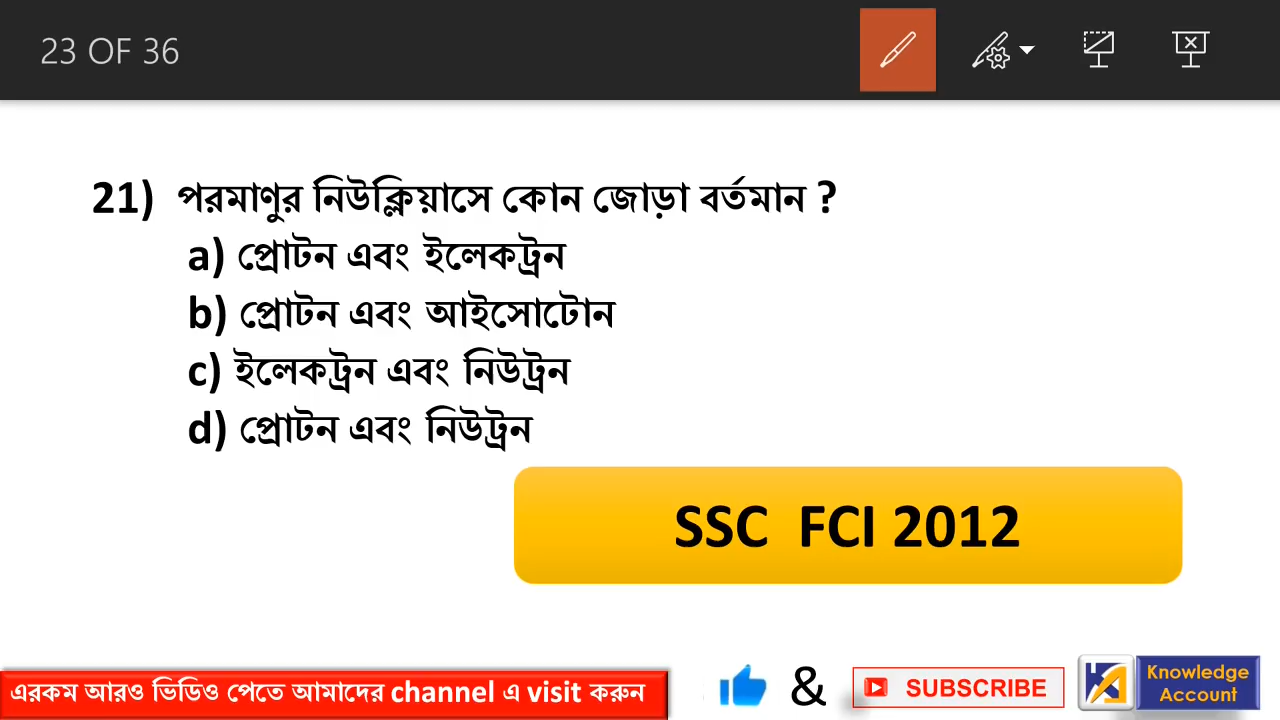 23 OF 36
21) পরমাণুর নিউক্লিয়াসে কোন জোড়া বর্তমান ?
a) প্রোটন এবং ইলেকট্রন
b) প্রোটন এবং আইসোটোন
c) ইলেকট্রন এবং নিউট্রন
d) প্রোটন এবং নিউট্রন
SSC FCI 2012
এরকম আরও ভিডিও পেতে আমাদের channel এ visit করুন
& SUBSCRIBE
Knowledge
Account